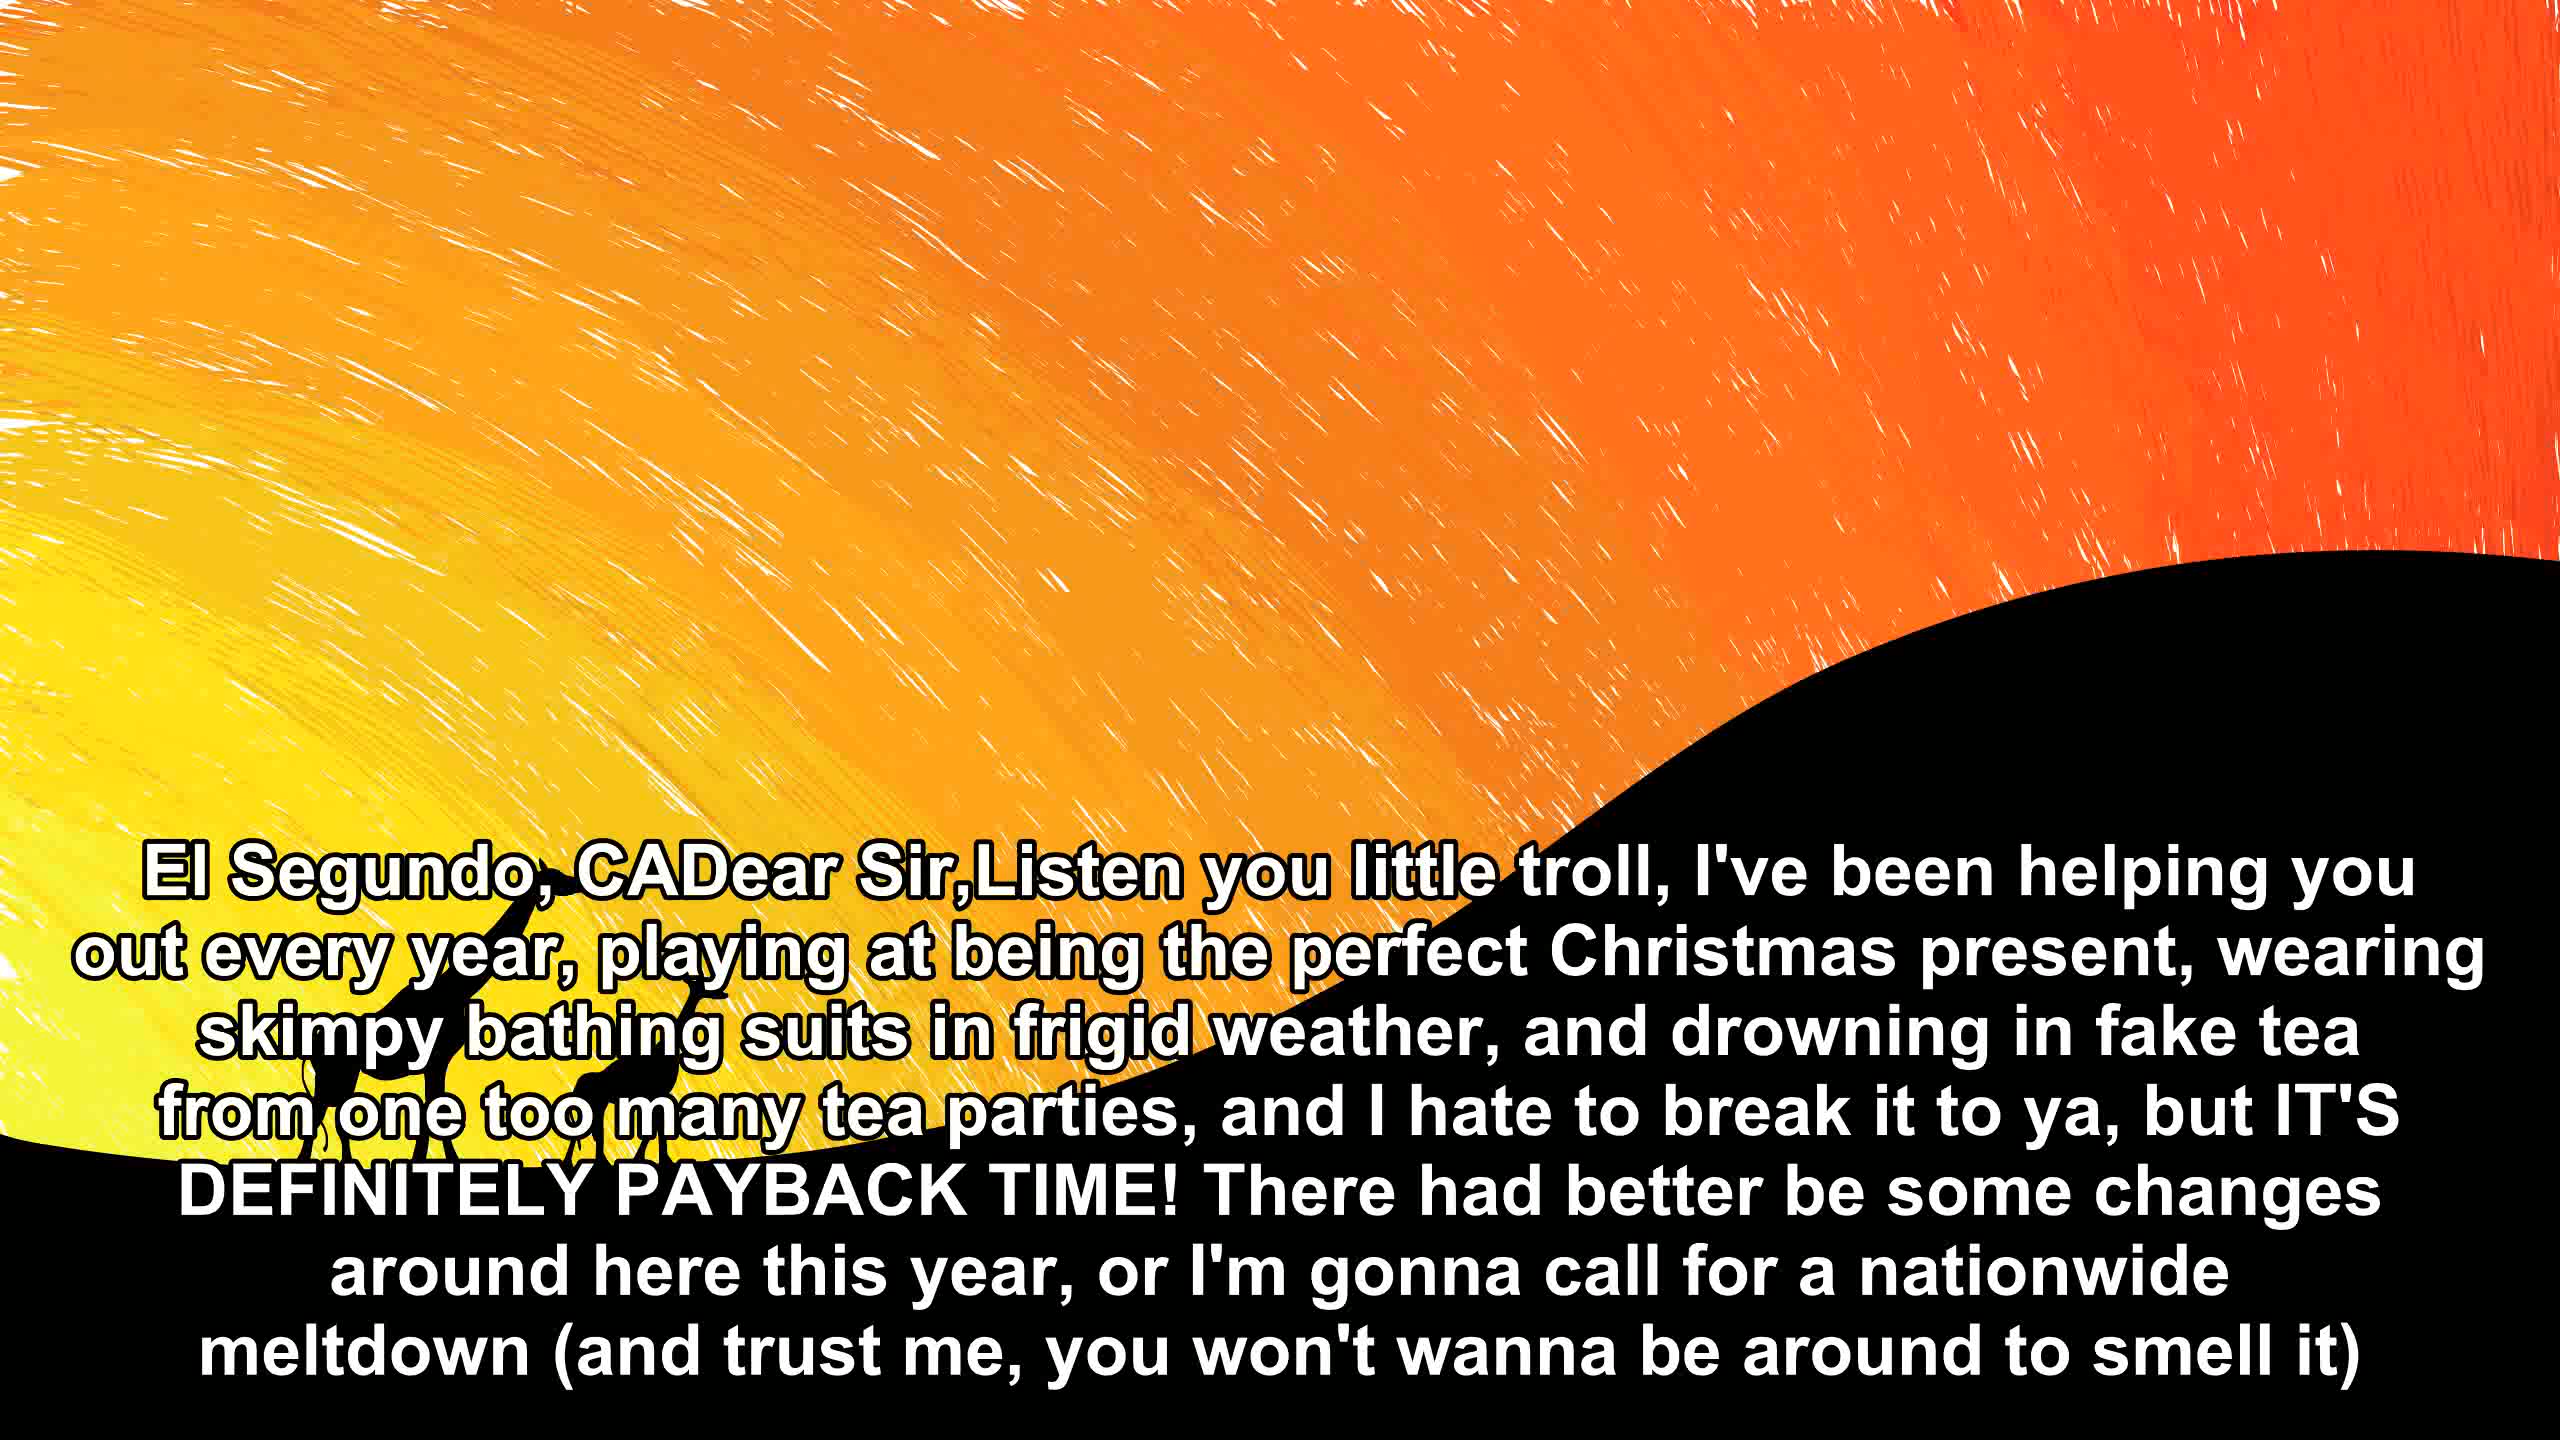 El Segundo, CADear Sir,Listen you little troll, I've been helping you
out every year, playing at being the perfect Christmas present, wearing
skimpy bathing suits in frigid weather, and drowning in fake tea
from one too many tea parties, and I hate to break it to ya, but IT'S
DEFINITELY PAYBACK TIME! There had better be some changes
around here this year, or I'm gonna call for a nationwide
meltdown (and trust me, you won't wanna be around to smell it)